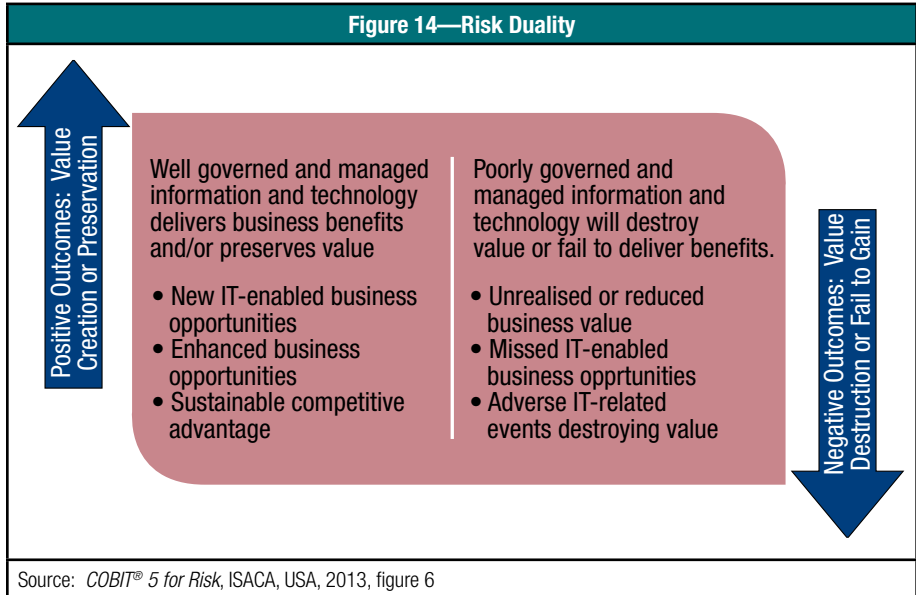 Figure 14—Risk Duality
Positive Outcomes: Value
Creation or Preservation
Well governed and managed
information and technology
delivers business benefits
and/or preserves value
• New IT-enabled business
opportunities
• Enhanced business
opportunities
• Sustainable competitive
advantage
Poorly governed and
managed information and
technology will destroy
value or fail to deliver benefits.
• Unrealised or reduced
business value
• Missed IT-enabled
business opprtunities
• Adverse IT-related
events destroying value
Negative Outcomes: Value
Destruction or Fail to Gain
Source: COBIT® 5 for Risk, ISACA, USA, 2013, figure 6